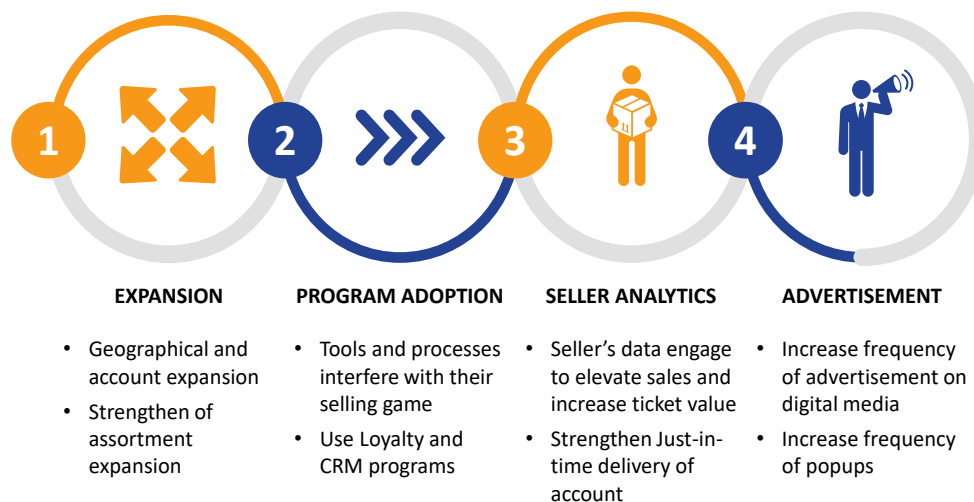 1
2
3
4
EXPANSION
• Geographical and
account expansion
• Strengthen of
assortment
expansion
PROGRAM ADOPTION
• Tools and processes
interfere with their
selling game
• Use Loyalty and
CRM programs
SELLER ANALYTICS
• Seller’s data engage
to elevate sales and
increase ticket value
• Strengthen Just-in-
time delivery of
account
ADVERTISEMENT
• Increase frequency
of advertisement on
digital media
• Increase frequency
of popups